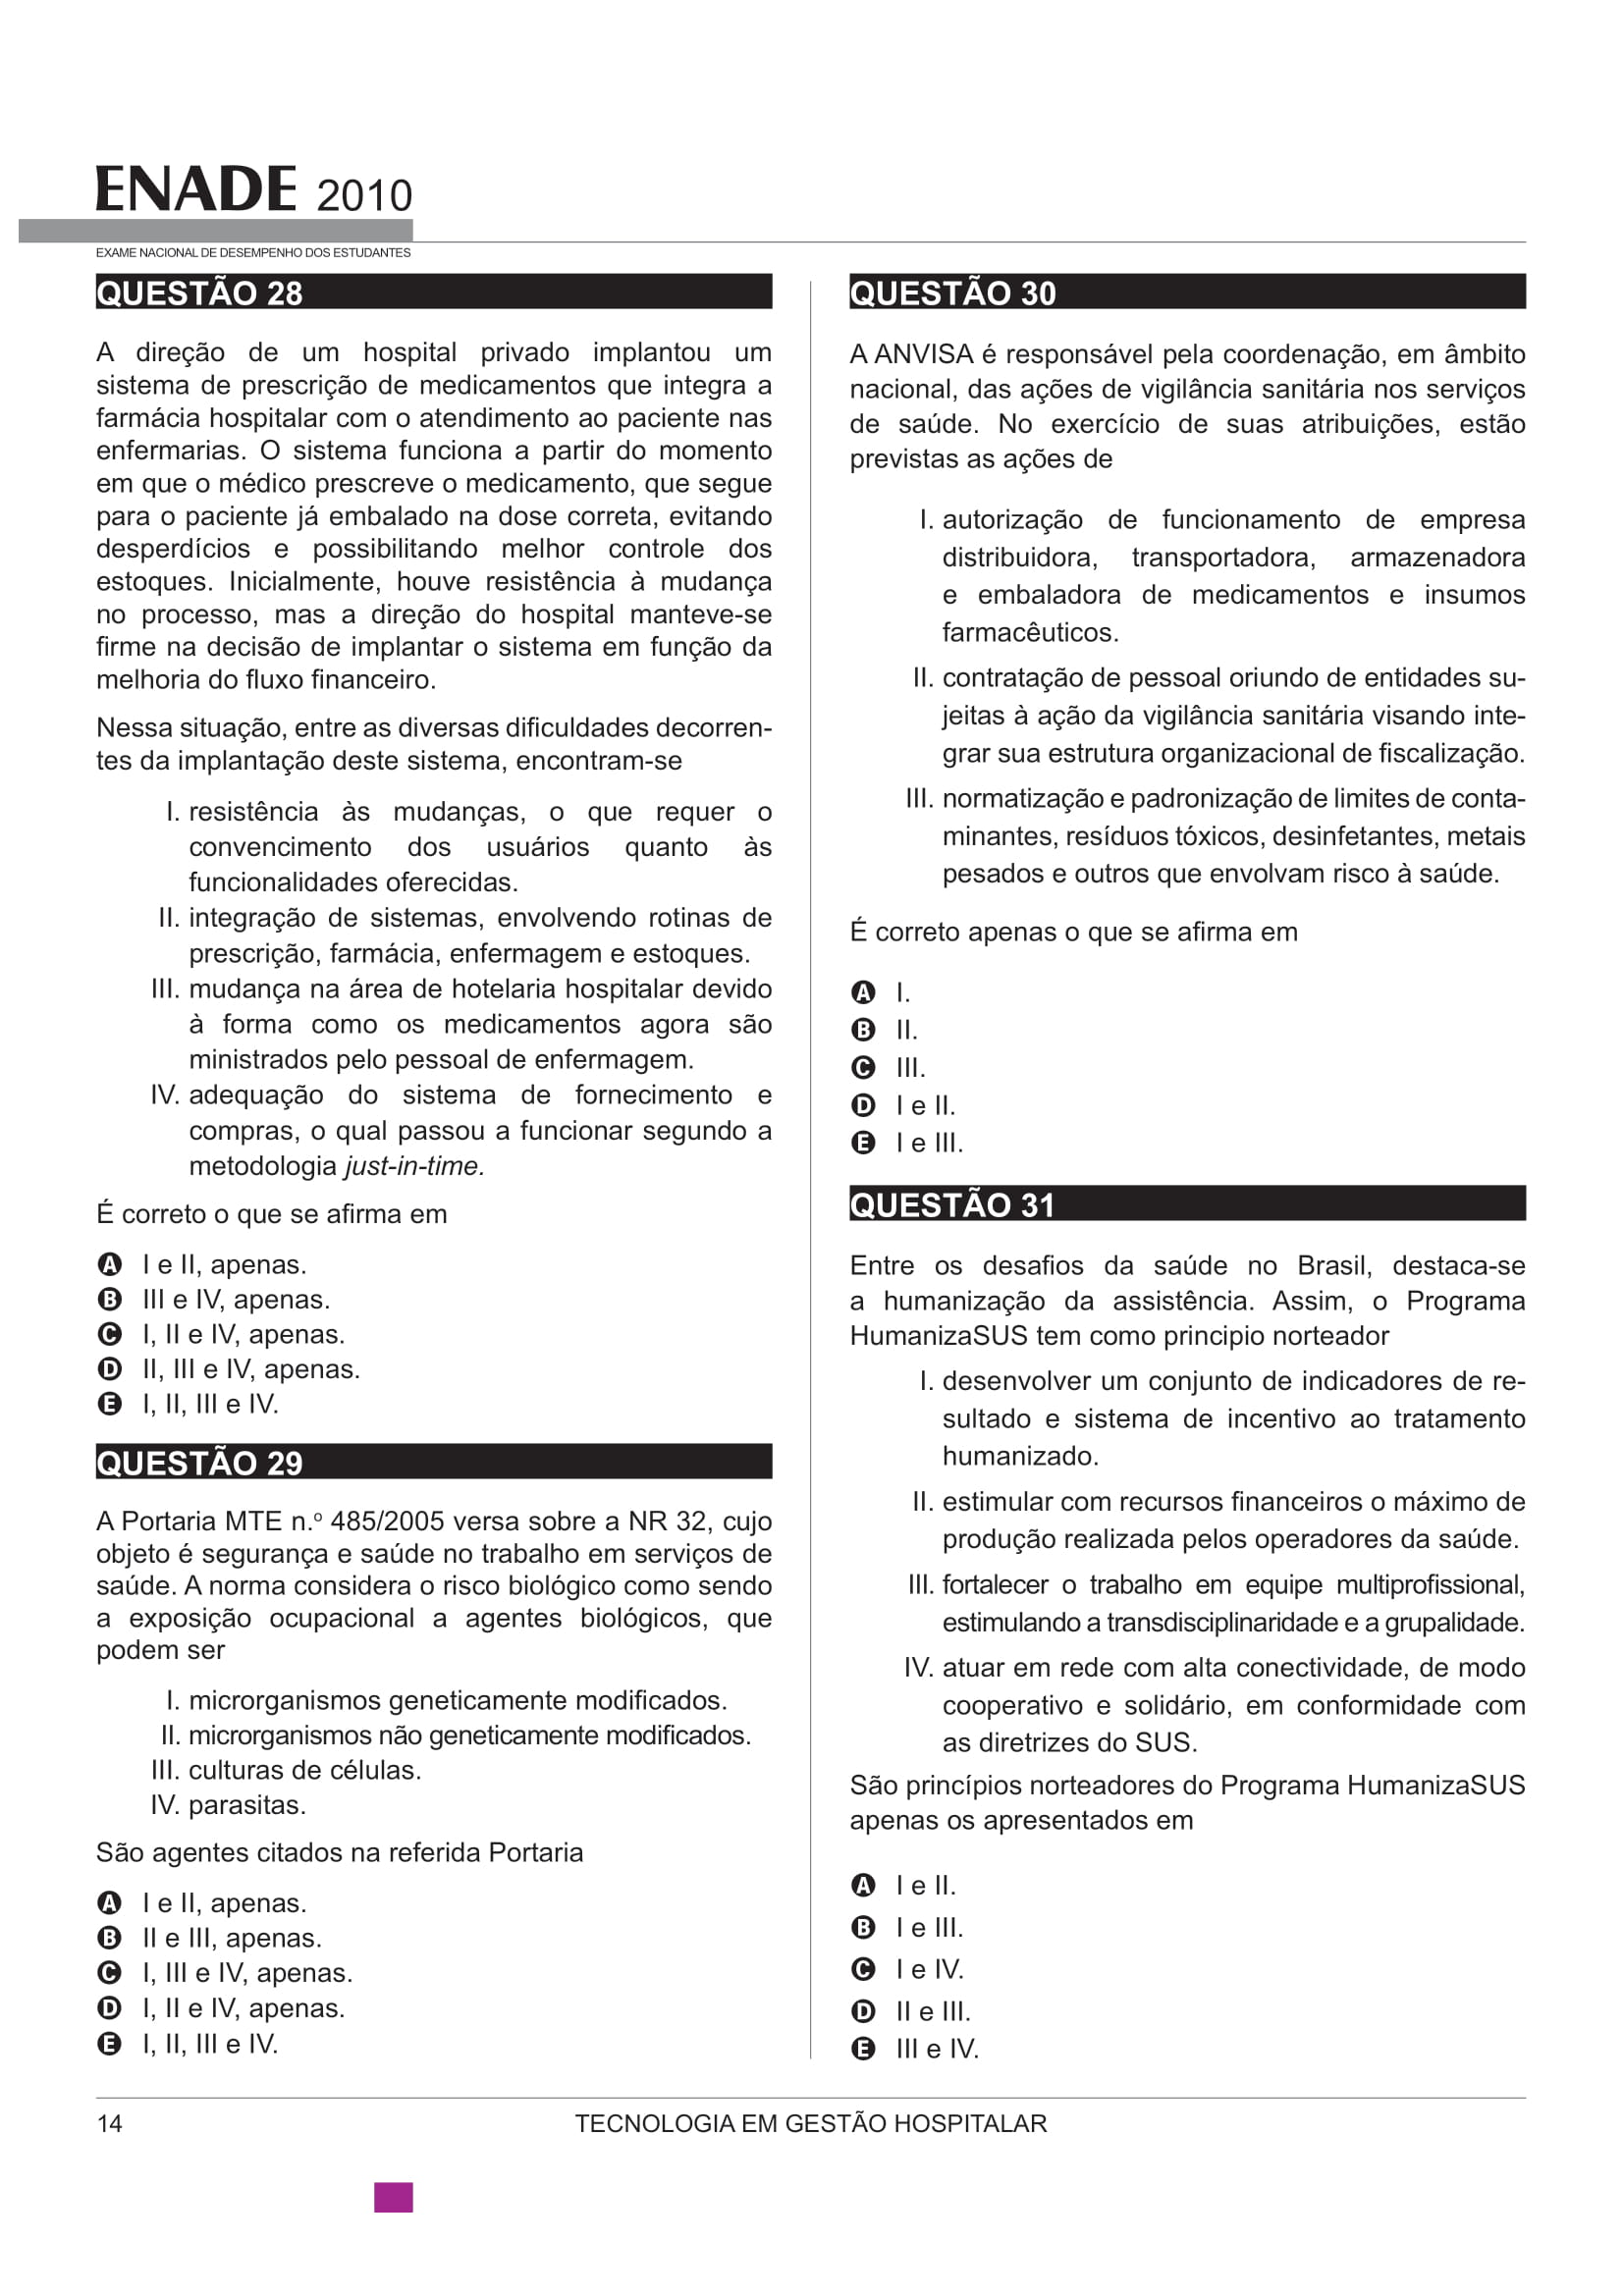 ENADE 2010
EXAME NACIONAL DE DESEMPENHO DOS ESTUDANTES
QUESTÃO 28
A direção de um hospital privado implantou um
sistema de prescrição de medicamentos que integra a
farmácia hospitalar com o atendimento ao paciente nas
enfermarias. O sistema funciona a partir do momento
em que o médico prescreve o medicamento, que segue
para o paciente já embalado na dose correta, evitando
desperdícios e possibilitando melhor controle dos
estoques. Inicialmente, houve resistência à mudança
no processo, mas a direção do hospital manteve-se
firme na decisão de implantar o sistema em função da
melhoria do fluxo financeiro.
Nessa situação, entre as diversas dificuldades decorren-
tes da implantação deste sistema, encontram-se
I. resistência às mudanças, o que requer o
convencimento dos usuários quanto às
funcionalidades oferecidas.
II. integração de sistemas, envolvendo rotinas de
prescrição, farmácia, enfermagem e estoques.
III. mudança na área de hotelaria hospitalar devido
à forma como os medicamentos agora são
ministrados pelo pessoal de enfermagem.
IV. adequação do sistema de fornecimento e
compras, o qual passou a funcionar segundo a
metodologia just-in-time.
É correto o que se afirma em
A I e II, apenas.
B III e IV, apenas.
C I, II e IV, apenas.
D II, III e IV, apenas.
E I, II, III e IV.
QUESTÃO 29
A Portaria MTE n.º 485/2005 versa sobre a NR 32, cujo
objeto é segurança e saúde no trabalho em serviços de
saúde. A norma considera o risco biológico como sendo
a exposição ocupacional a agentes biológicos, que
podem ser
I. microrganismos geneticamente modificados.
II. microrganismos não geneticamente modificados.
III. culturas de células.
IV. parasitas.
São agentes citados na referida Portaria
A I e II, apenas.
B II e III, apenas.
C I, III e IV, apenas.
D I, II e IV, apenas.
E I, II, III e IV.
QUESTÃO 30
A ANVISA é responsável pela coordenação, em âmbito
nacional, das ações de vigilância sanitária nos serviços
de saúde. No exercício de suas atribuições, estão
previstas as ações de
I. autorização de funcionamento de empresa
distribuidora, transportadora, armazenadora
e embaladora de medicamentos e insumos
farmacêuticos.
II. contratação de pessoal oriundo de entidades su-
jeitas à ação da vigilância sanitária visando inte-
grar sua estrutura organizacional de fiscalização.
III. normatização e padronização de limites de conta-
minantes, resíduos tóxicos, desinfetantes, metais
pesados e outros que envolvam risco à saúde.
É correto apenas o que se afirma em
A I.
B II.
C III.
D I e II.
E I e III.
QUESTÃO 31
Entre os desafios da saúde no Brasil, destaca-se
a humanização da assistência. Assim, o Programa
HumanizaSUS tem como principio norteador
I. desenvolver um conjunto de indicadores de re-
sultado e sistema de incentivo ao tratamento
humanizado.
II. estimular com recursos financeiros o máximo de
produção realizada pelos operadores da saúde.
III. fortalecer o trabalho em equipe multiprofissional,
estimulando a transdisciplinaridade e a grupalidade.
IV. atuar em rede com alta conectividade, de modo
cooperativo e solidário, em conformidade com
as diretrizes do SUS.
São princípios norteadores do Programa HumanizaSUS
apenas os apresentados em
A I e II.
B I e III.
C I e IV.
D II e III.
E III e IV.
14
TECNOLOGIA EM GESTÃO HOSPITALAR